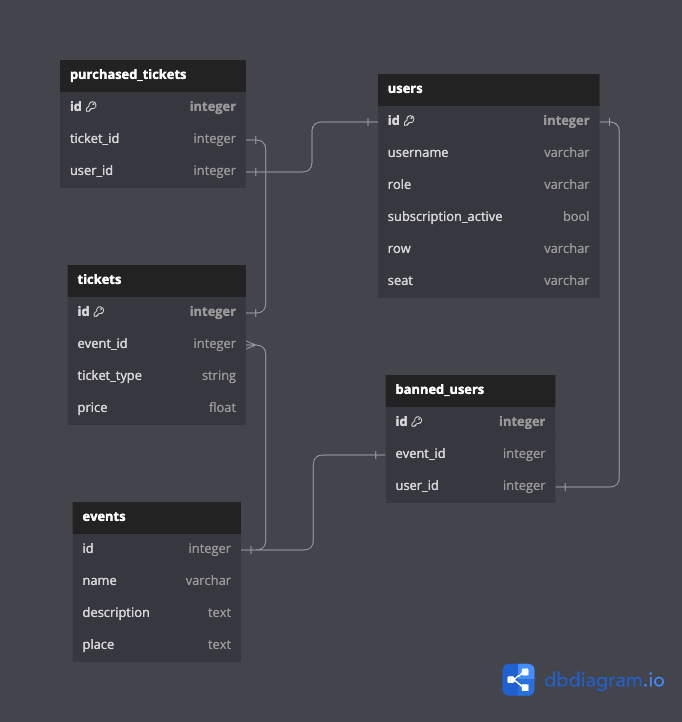 purchased_tickets
id integer
ticket_id integer
user_id integer
users
id integer
username varchar
role varchar
subscription_active bool
row varchar
seat varchar
tickets
id integer
event_id integer
ticket_type string
price float
banned_users
id integer
event_id integer
user_id integer
events
id integer
name varchar
description text
place text
dbdiagram.io